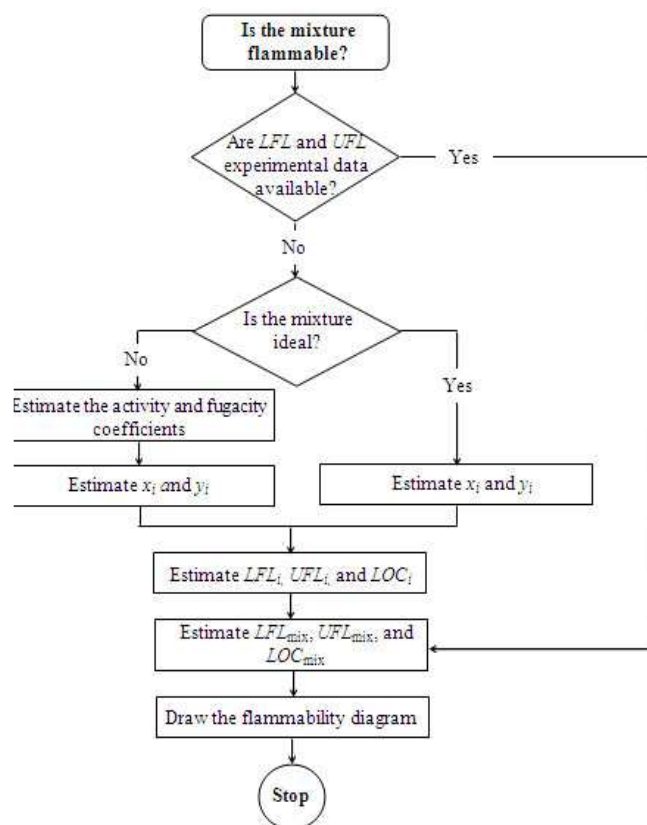 Is the mixture
flammable?
Are LFL and UFL
experimental data
available?
Yes
No
Is the mixture
ideal?
No
Yes
Estimate the activity and fugacity
coefficients
Estimate xi and yi
Estimate xi and yi
Estimate LFLi, UFLi, and LOCi
Estimate LFLmix, UFLmix, and
LOCmix
Draw the flammability diagram
Stop